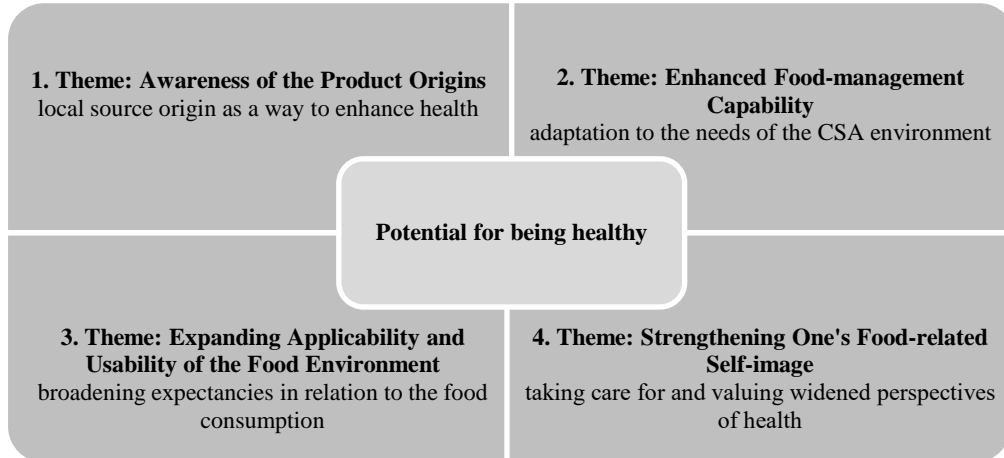 1. Theme: Awareness of the Product Origins
local source origin as a way to enhance health
2. Theme: Enhanced Food-management
Capability
adaptation to the needs of the CSA environment
Potential for being healthy
3. Theme: Expanding Applicability and
Usability of the Food Environment
broadening expectancies in relation to the food
consumption
4. Theme: Strengthening One's Food-related
Self-image
taking care for and valuing widened perspectives
of health